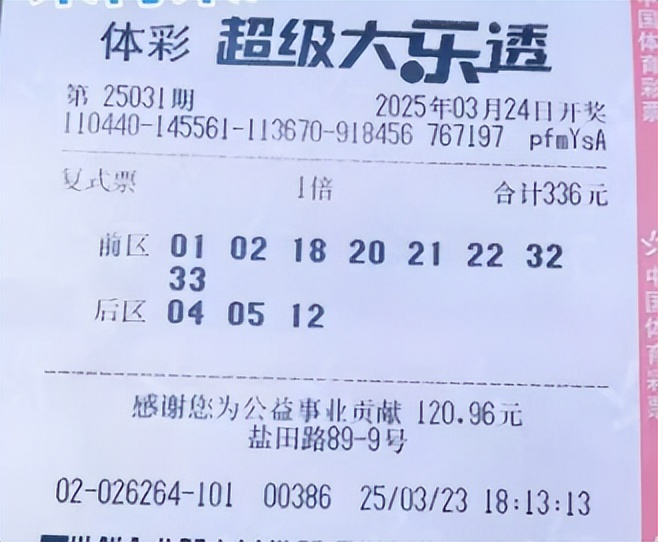 体彩 超级大乐透
第 25031期 2025年03月24日开奖
110440-145561-113670-918456 767197 pfmYsA
复式票 1倍 合计336元
前区 01 02 18 20 21 22 32
33
后区 04 05 12
感谢您为公益事业贡献 120.96元
盐田路89-9号
02-026264-101 00386 25/03/23 18:13:13
中国体育彩票
中国体育彩票